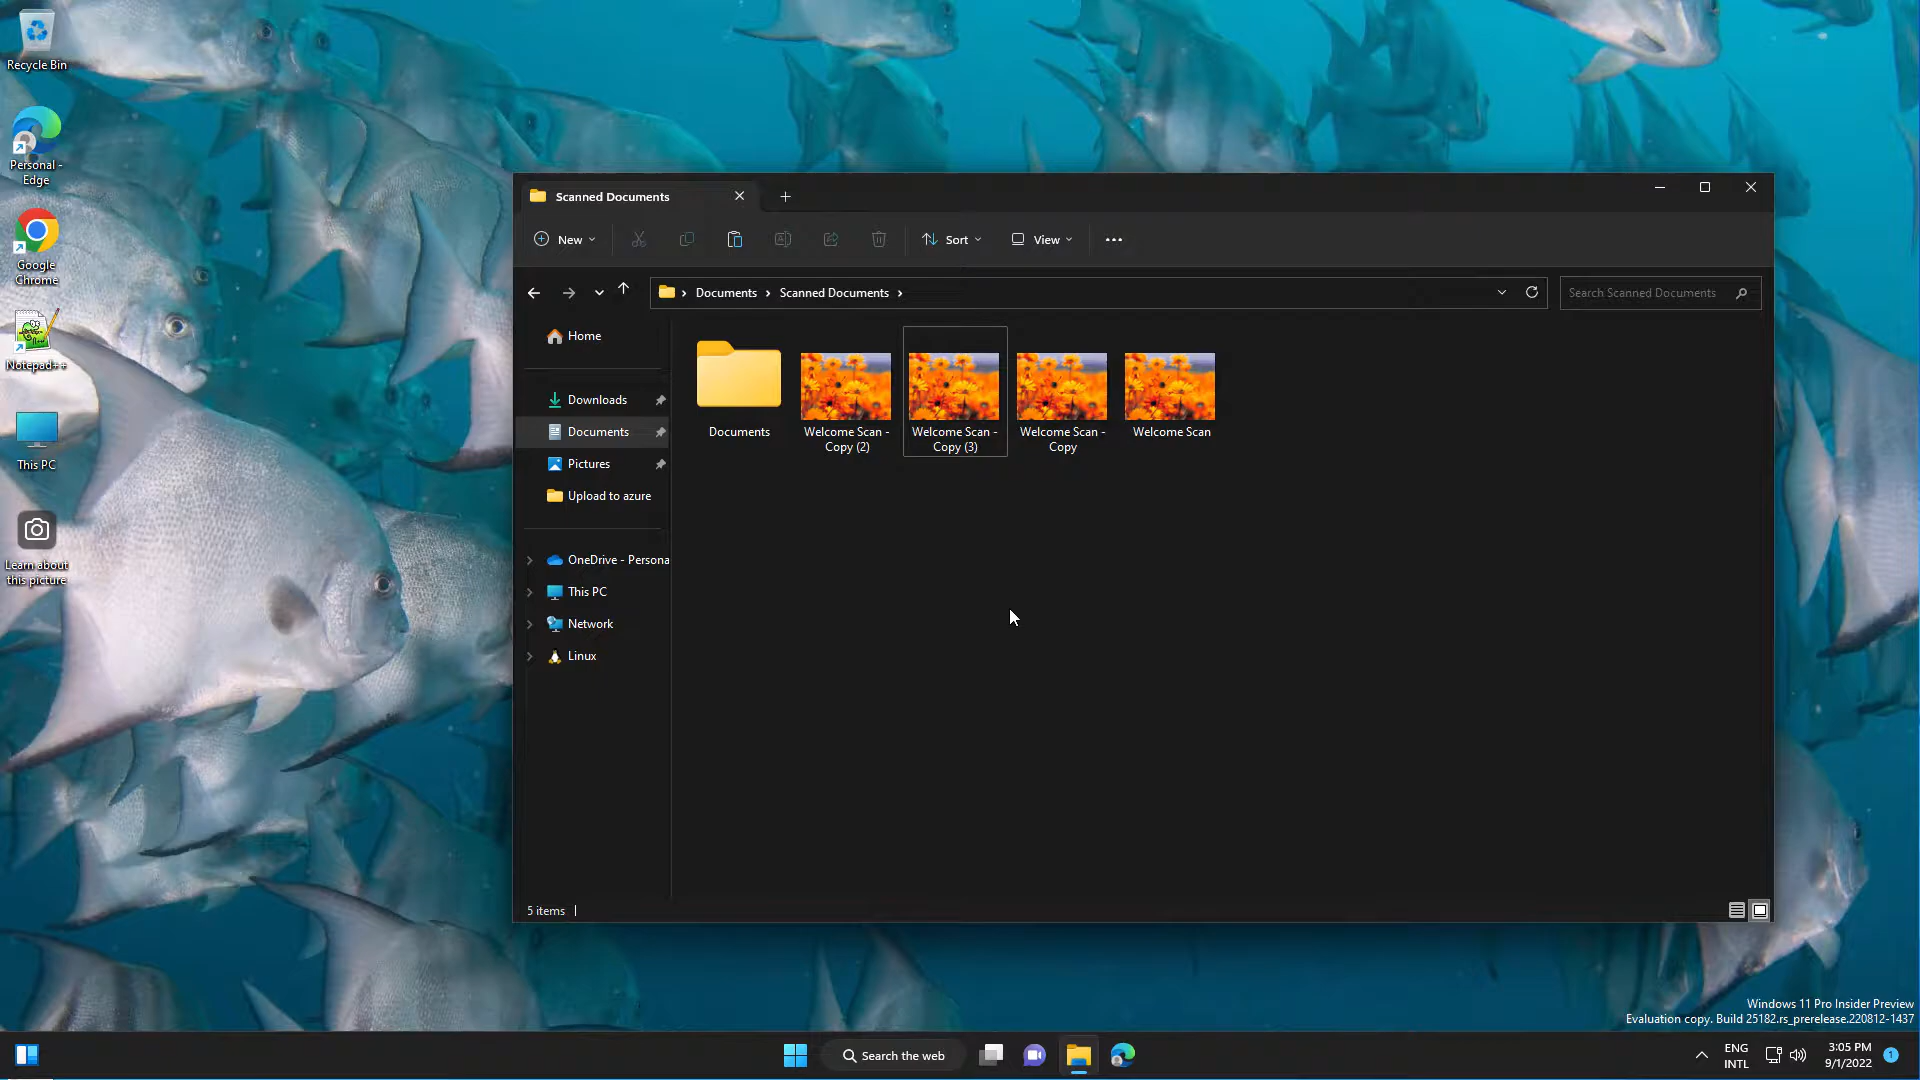 Recycle Bin
Personal -
Edge
Google
Chrome
Notepad++
This PC
Learn about
this picture
Scanned Documents
New
Sort
View
Documents
Scanned Documents
Search Scanned Documents
Home
Downloads
Documents
Pictures
Upload to azure
OneDrive - Persona
This PC
Network
Linux
Documents
Welcome Scan -
Copy (2)
Welcome Scan -
Copy (3)
Welcome Scan -
Copy
Welcome Scan
5 items
Windows 11 Pro Insider Preview
Evaluation copy. Build 25182.rs_prerelease.220812-1437
Search the web
ENG
INTL
3:05 PM
9/1/2022
1